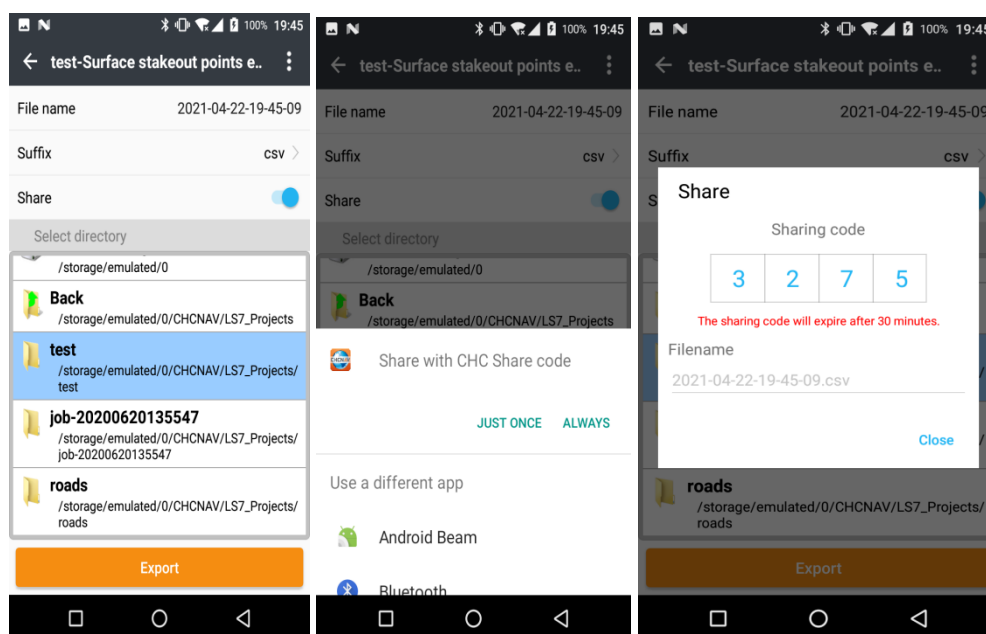 100% 19:45
test-Surface stakeout points e..
File name 2021-04-22-19-45-09
Suffix csv
Share
Select directory
/storage/emulated/0
Back
/storage/emulated/0/CHCNAV/LS7_Projects
test
/storage/emulated/0/CHCNAV/LS7_Projects/
test
job-20200620135547
/storage/emulated/0/CHCNAV/LS7_Projects/
job-20200620135547
roads
/storage/emulated/0/CHCNAV/LS7_Projects/
roads
Export
100% 19:45
test-Surface stakeout points e..
File name 2021-04-22-19-45-09
Suffix csv
Share
Select directory
/storage/emulated/0
Back
/storage/emulated/0/CHCNAV/LS7_Projects
Share with CHC Share code
JUST ONCE ALWAYS
Use a different app
Android Beam
Bluetooth
100% 19:45
test-Surface stakeout points e..
File name 2021-04-22-19-45-09
Suffix csv
Share
Sharing code
3 2 7 5
The sharing code will expire after 30 minutes.
Filename
2021-04-22-19-45-09.csv
Close
roads
/storage/emulated/0/CHCNAV/LS7_Projects/
roads
Export